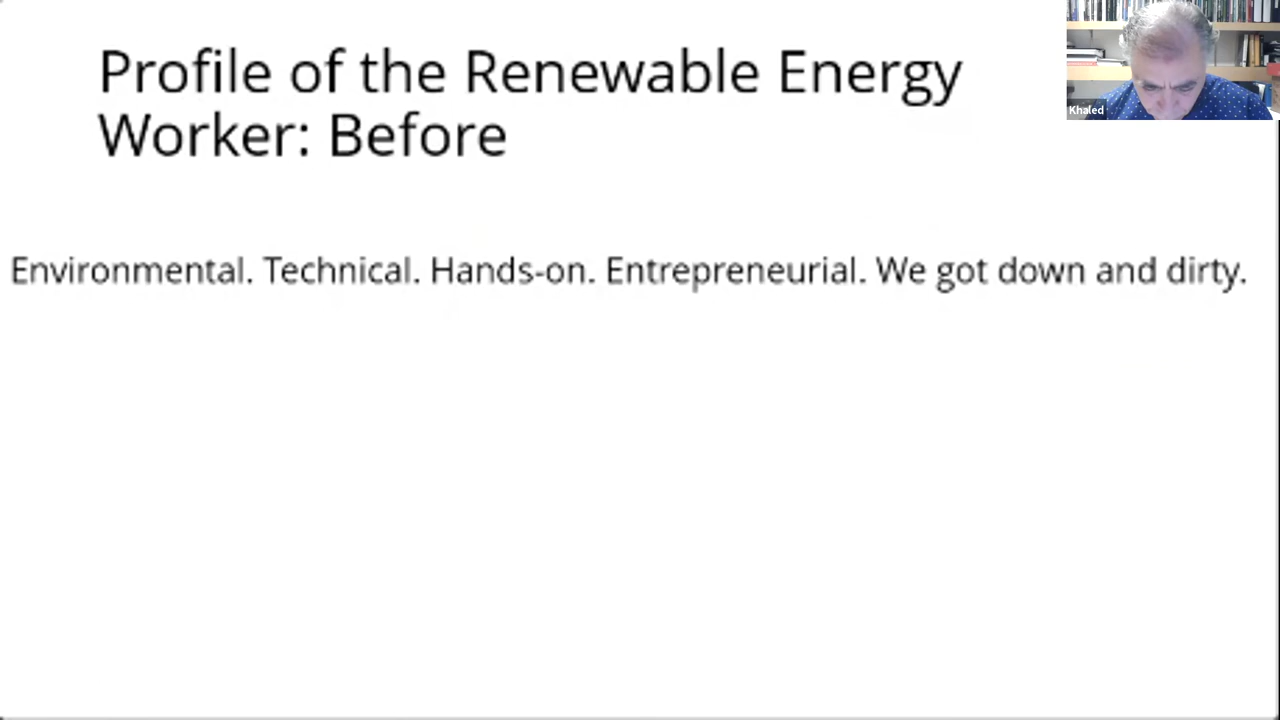 Profile of the Renewable Energy
Worker: Before
Khaled
Environmental. Technical. Hands-on. Entrepreneurial. We got down and dirty.